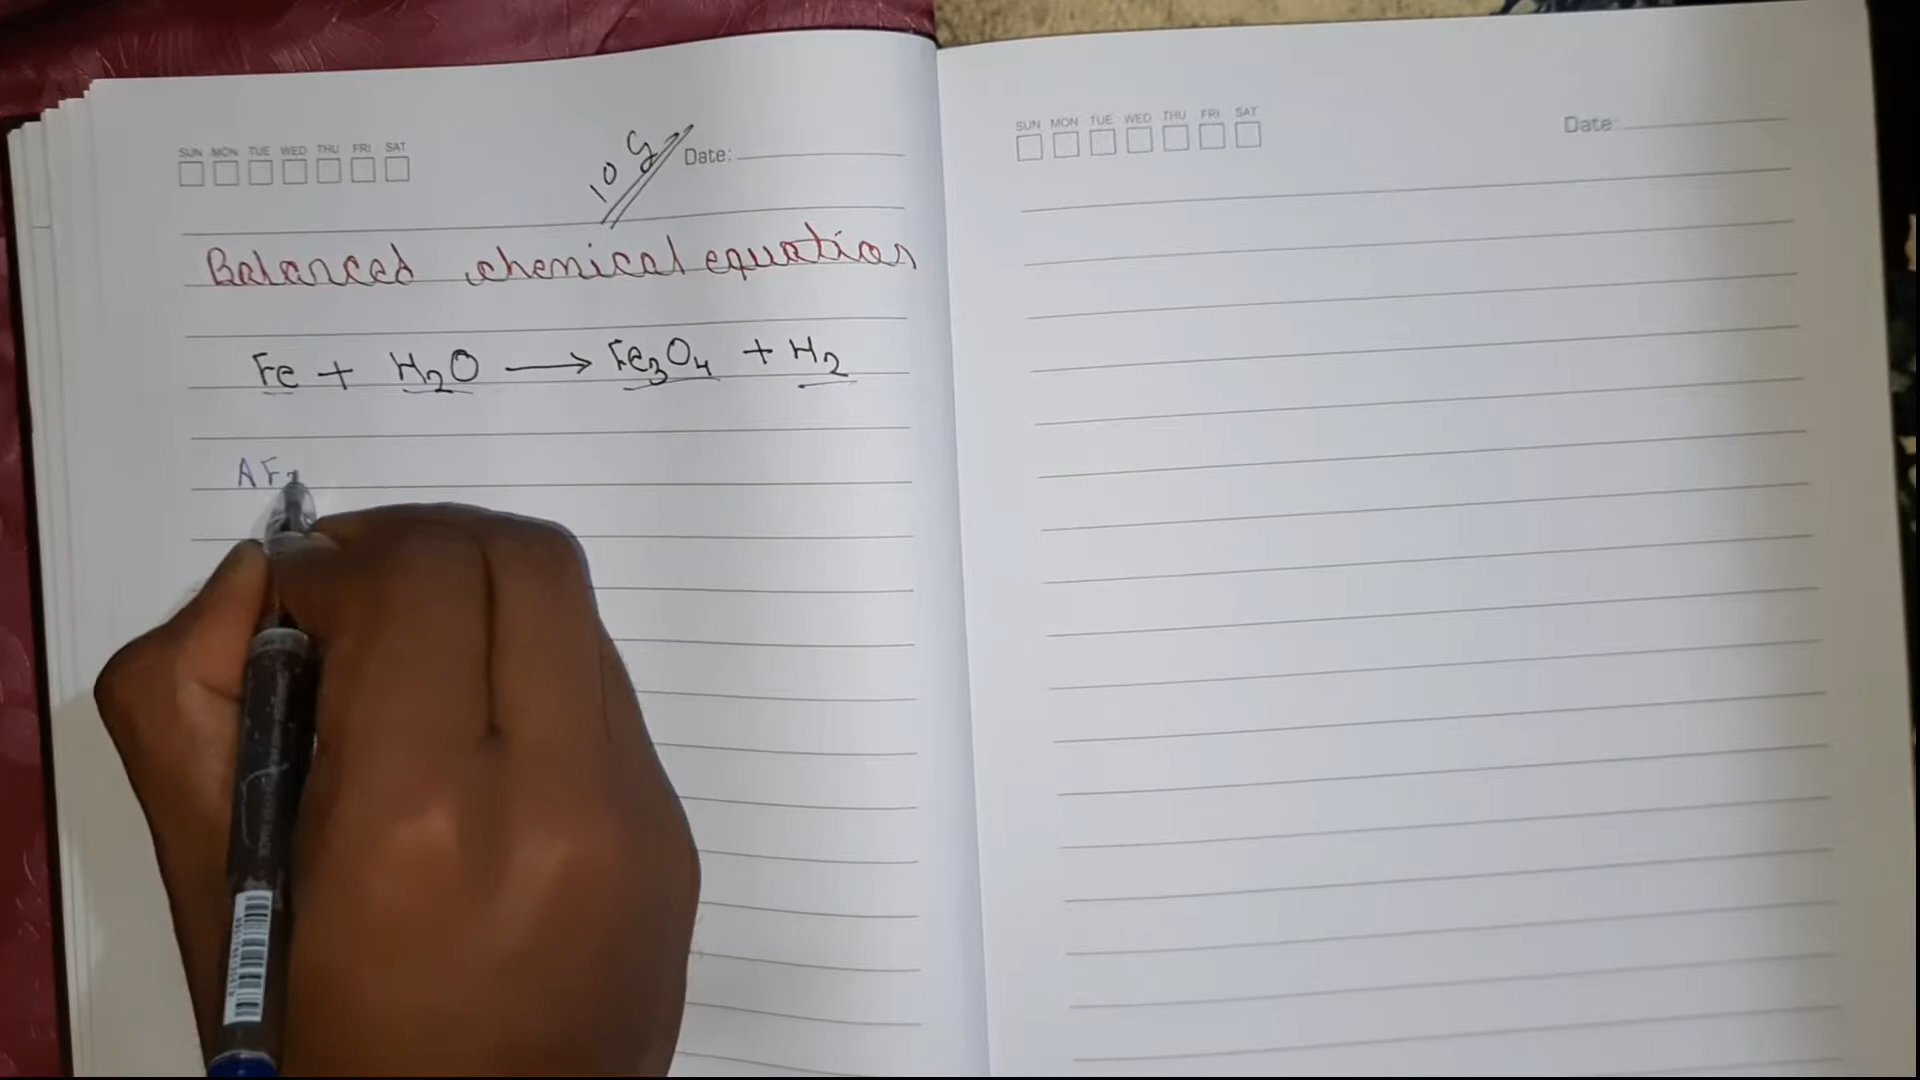 SUN MON TUE WED THU FRI SAT
10 G
Date:
Balanced chemical equation
Fe + H₂O ⟶ Fe₃O₄ + H₂
A F
SUN MON TUE WED THU FRI SAT
Date: